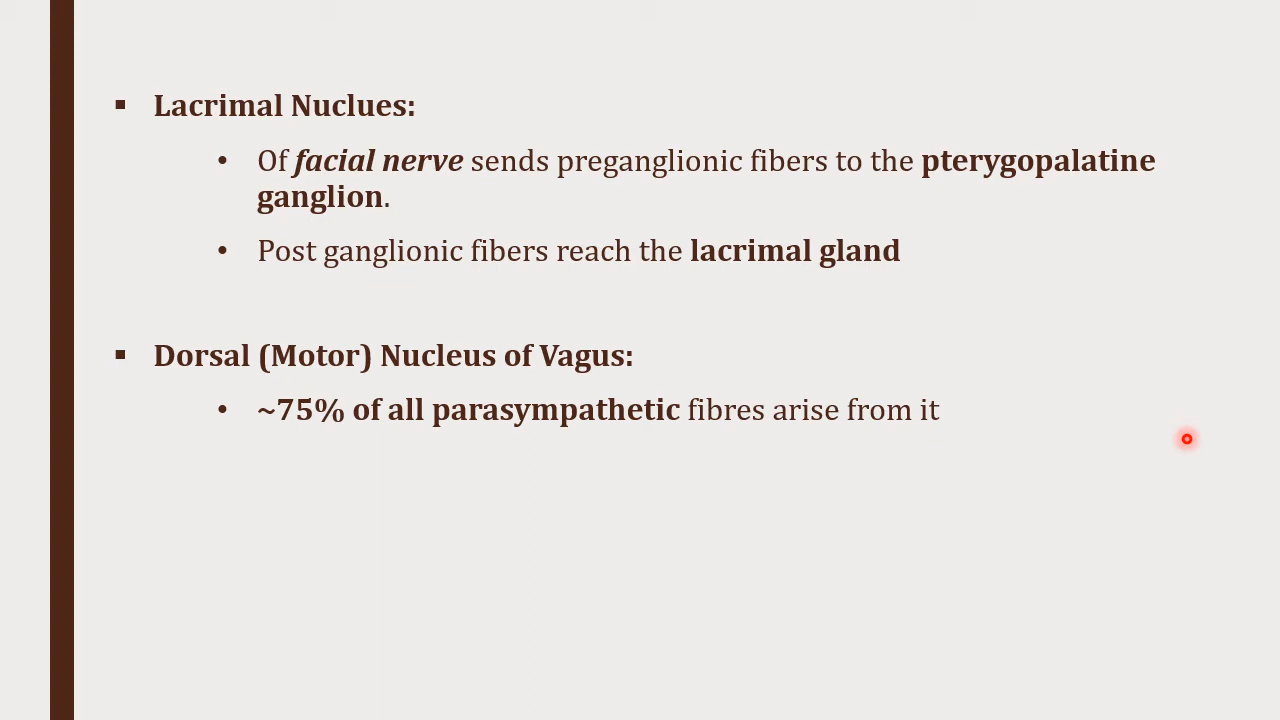 ▪ Lacrimal Nuclues:
• Of facial nerve sends preganglionic fibers to the pterygopalatine
ganglion.
• Post ganglionic fibers reach the lacrimal gland
▪ Dorsal (Motor) Nucleus of Vagus:
• ~75% of all parasympathetic fibres arise from it